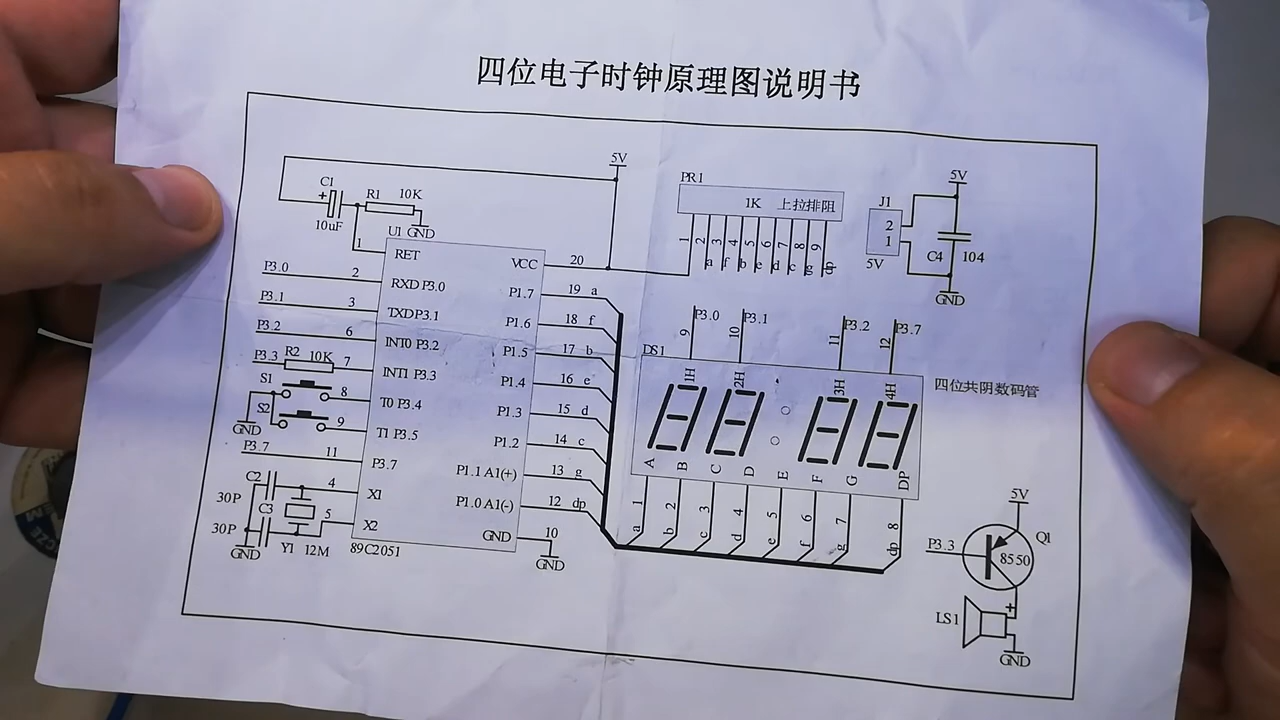 四位电子时钟原理图说明书
5V
C1
+
10uF
R1 10K
GND
U1
1
RET
VCC
20
P3.0
2
RXD P3.0
P1.7
19 a
P3.1
3
TXDP3.1
P1.6
18 f
P3.2
6
INT0 P3.2
P1.5
17 b
P3.3 R2 10K 7
INT1 P3.3
P1.4
16 e
S1
8
T0 P3.4
P1.3
15 d
S2
GND
9
T1 P3.5
P1.2
14 c
P3.7
11
P3.7
P1.1 A1(+)
13 g
C2
30P
4
X1
P1.0 A1(-)
12 dp
C3
30P
5
X2
GND
10
GND
GND
Y1 12M
89C2051
PR1
1K 上拉排阻
1 2 3 4 5 6 7 8 9
a f b e d c g dp
J1
2
1
5V
5V
C4 104
GND
P3.0 P3.1 P3.2 P3.7
9 10 11 12
DS1
1H 2H 3H 4H
四位共阴数码管
A B C D E F G DP
1 2 3 4 5 6 7 8
a b c d e f g dp
5V
P3.3
Q1
8550
LS1
+
GND